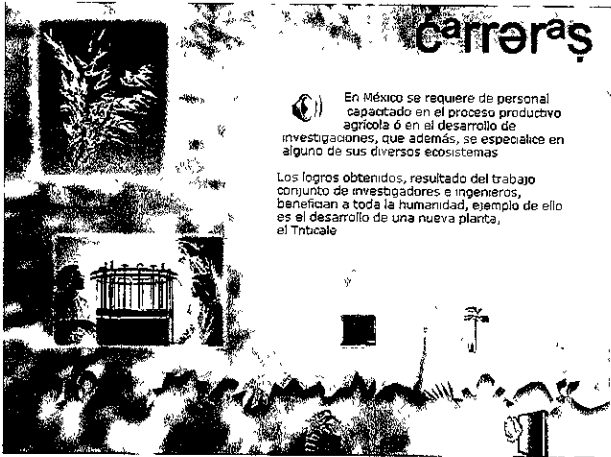 carreras
En México se requiere de personal
capacitado en el proceso productivo
agrícola ó en el desarrollo de
investigaciones, que además, se especialice en
alguno de sus diversos ecosistemas
Los logros obtenidos, resultado del trabajo
conjunto de investigadores e ingenieros,
benefician a toda la humanidad, ejemplo de ello
es el desarrollo de una nueva planta,
el Triticale